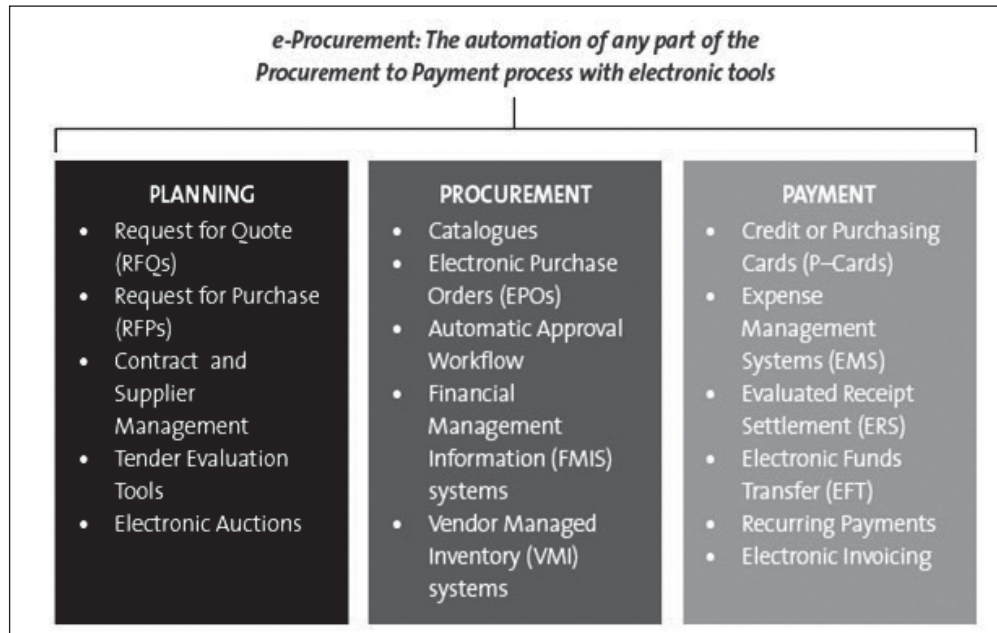 e-Procurement: The automation of any part of the
Procurement to Payment process with electronic tools
PLANNING
• Request for Quote
(RFQs)
• Request for Purchase
(RFPs)
• Contract and
Supplier
Management
• Tender Evaluation
Tools
• Electronic Auctions
PROCUREMENT
• Catalogues
• Electronic Purchase
Orders (EPOs)
• Automatic Approval
Workflow
• Financial
Management
Information (FMIS)
systems
• Vendor Managed
Inventory (VMI)
systems
PAYMENT
• Credit or Purchasing
Cards (P–Cards)
• Expense
Management
Systems (EMS)
• Evaluated Receipt
Settlement (ERS)
• Electronic Funds
Transfer (EFT)
• Recurring Payments
• Electronic Invoicing